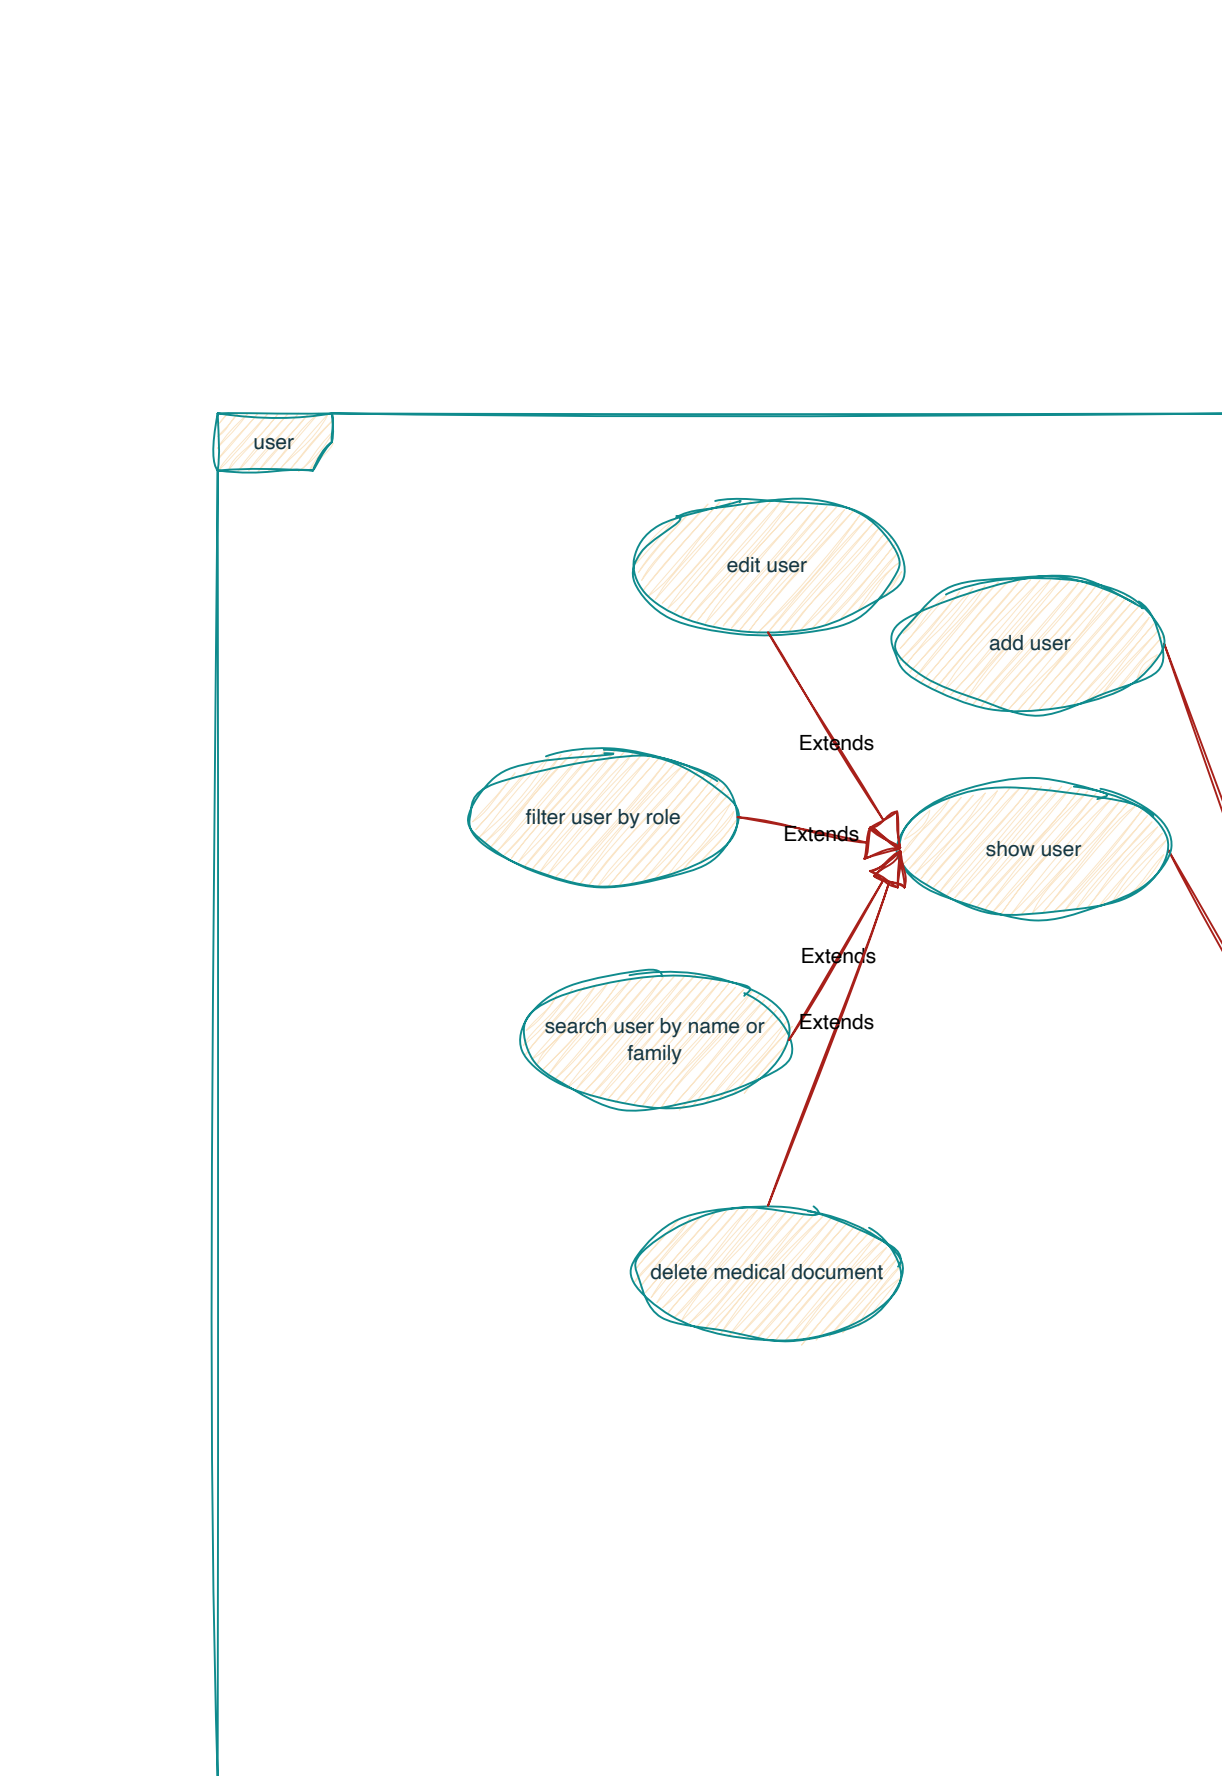 user
edit user
add user
Extends
filter user by role
Extends
show user
Extends
search user by name or
family
Extends
delete medical document